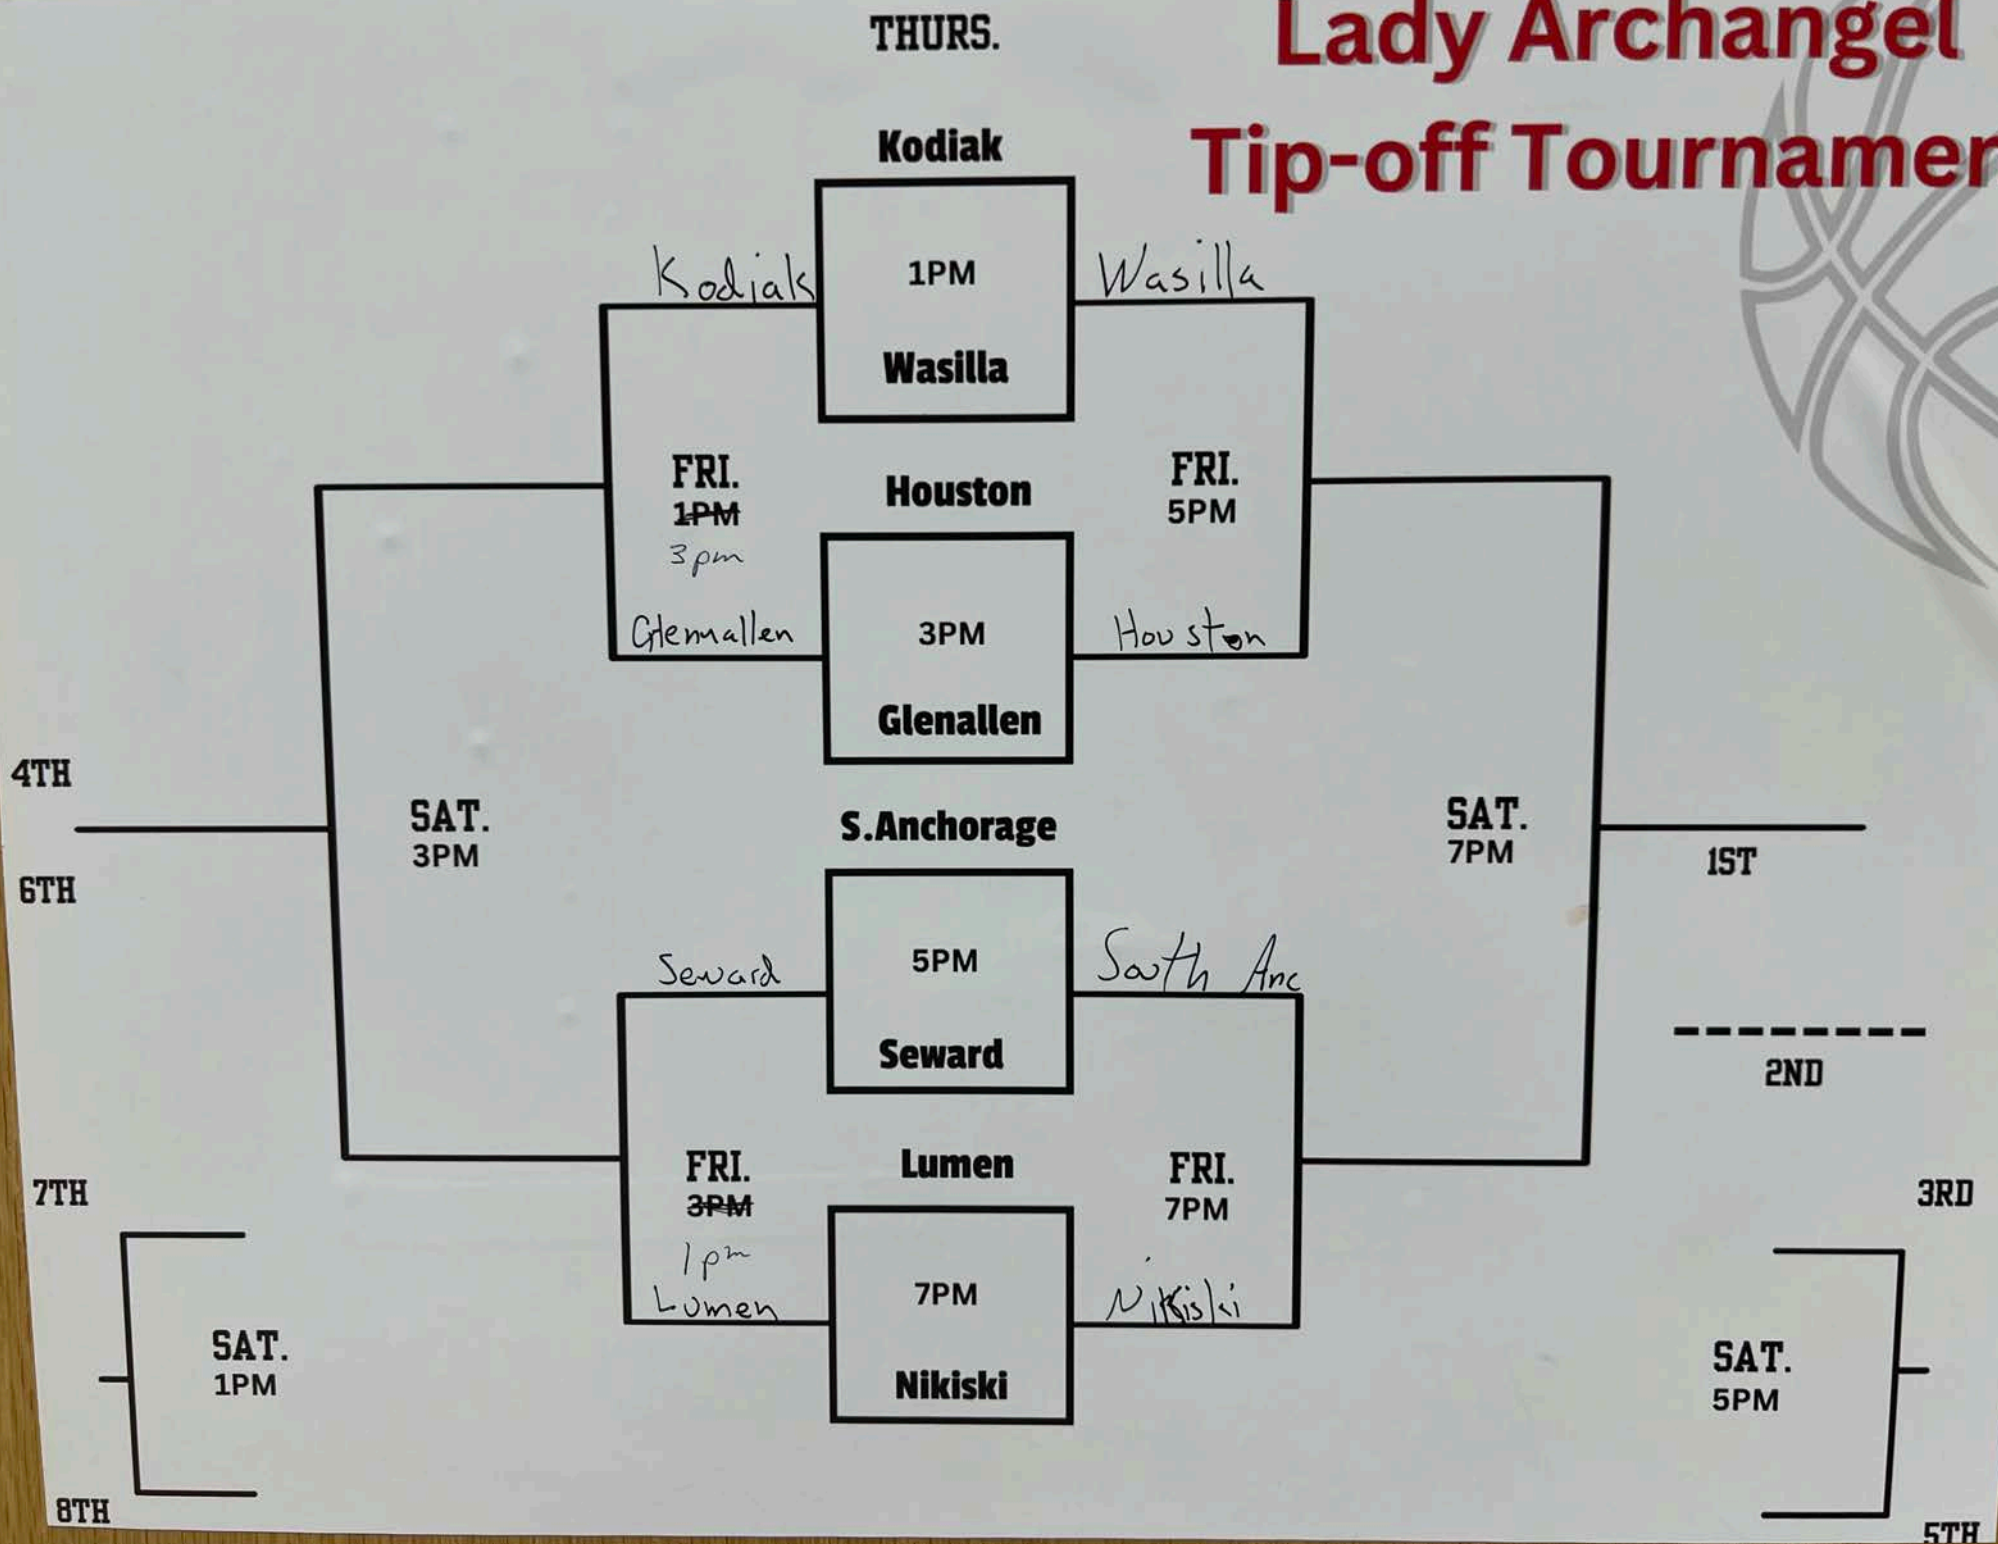 THURS.
Lady Archangel
Tip-off Tournamen
Kodiak
Kodiak
1PM
Wasilla
Wasilla
FRI.
1PM
3pm
Houston
FRI.
5PM
Glennallen
3PM
Houston
Glenallen
4TH
6TH
SAT.
3PM
S.Anchorage
SAT.
7PM
1ST
Seward
5PM
South Anc
Seward
2ND
7TH
FRI.
3PM
1pm
Lumen
FRI.
7PM
3RD
Lumen
7PM
Nikiski
Nikiski
SAT.
1PM
SAT.
5PM
8TH
5TH